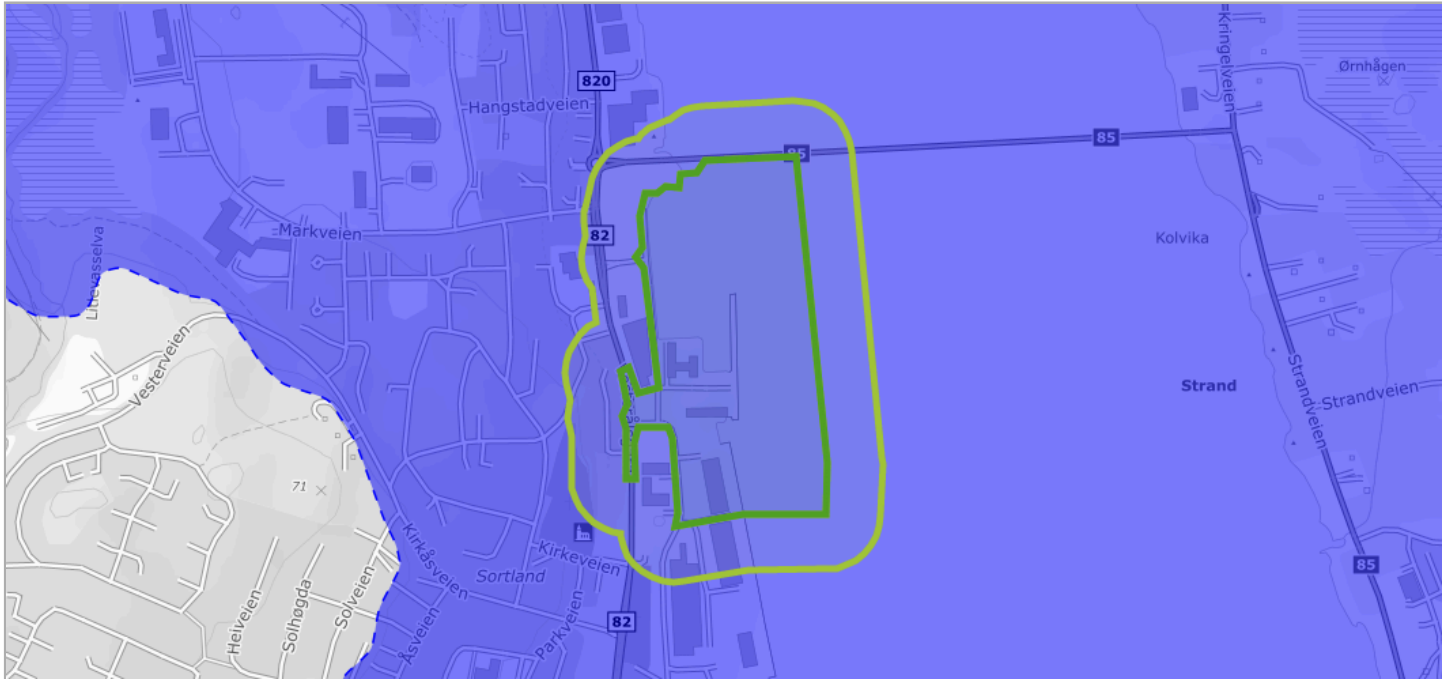 Kringelveien
Ørnhågen
820
Hangstadveien
85
85
Markveien
82
Kolvika
Litlevasselva
Vesterveien
Strand
Strandveien
Strandveien
71
Kirkåsveien
Kirkeveien
Sortland
85
Heiveien
Solhøgda
Solveien
Åsveien
Parkveien
82